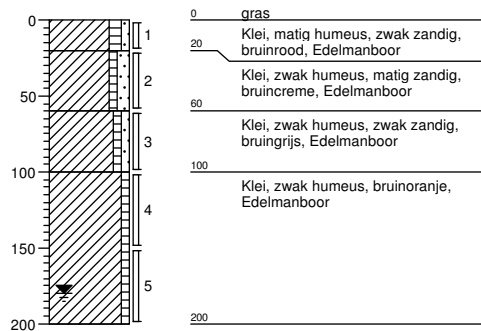 0
50
100
150
200
1
2
3
4
5
0
gras
Klei, matig humeus, zwak zandig,
20
bruinrood, Edelmanboor
Klei, zwak humeus, matig zandig,
bruincreme, Edelmanboor
60
Klei, zwak humeus, zwak zandig,
bruingrijs, Edelmanboor
100
Klei, zwak humeus, bruinoranje,
Edelmanboor
200